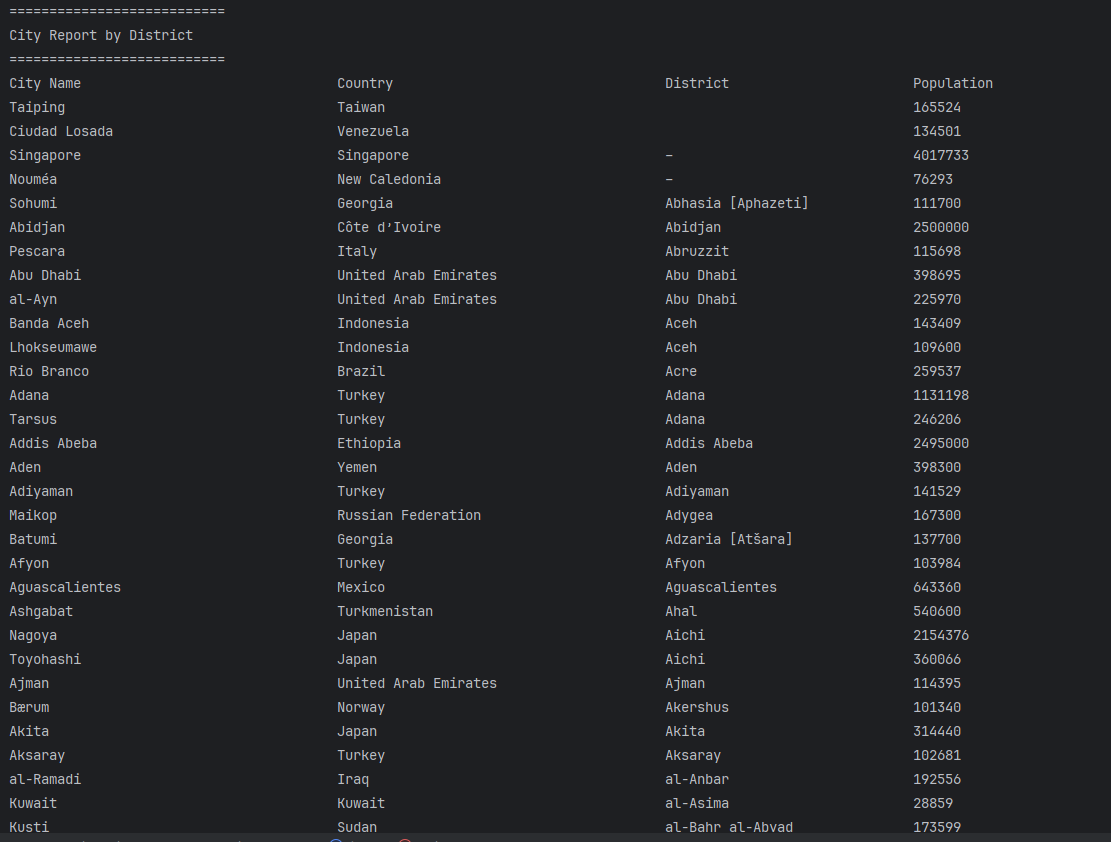 ===========================
City Report by District
===========================
City Name Country District Population
Taiping Taiwan 165524
Ciudad Losada Venezuela 134501
Singapore Singapore – 4017733
Nouméa New Caledonia – 76293
Sohumi Georgia Abhasia [Aphazeti] 111700
Abidjan Côte d’Ivoire Abidjan 2500000
Pescara Italy Abruzzit 115698
Abu Dhabi United Arab Emirates Abu Dhabi 398695
al-Ayn United Arab Emirates Abu Dhabi 225970
Banda Aceh Indonesia Aceh 143409
Lhokseumawe Indonesia Aceh 109600
Rio Branco Brazil Acre 259537
Adana Turkey Adana 1131198
Tarsus Turkey Adana 246206
Addis Abeba Ethiopia Addis Abeba 2495000
Aden Yemen Aden 398300
Adiyaman Turkey Adiyaman 141529
Maikop Russian Federation Adygea 167300
Batumi Georgia Adzaria [Atšara] 137700
Afyon Turkey Afyon 103984
Aguascalientes Mexico Aguascalientes 643360
Ashgabat Turkmenistan Ahal 540600
Nagoya Japan Aichi 2154376
Toyohashi Japan Aichi 360066
Ajman United Arab Emirates Ajman 114395
Bærum Norway Akershus 101340
Akita Japan Akita 314440
Aksaray Turkey Aksaray 102681
al-Ramadi Iraq al-Anbar 192556
Kuwait Kuwait al-Asima 28859
Kusti Sudan al-Bahr al-Abyad 173599